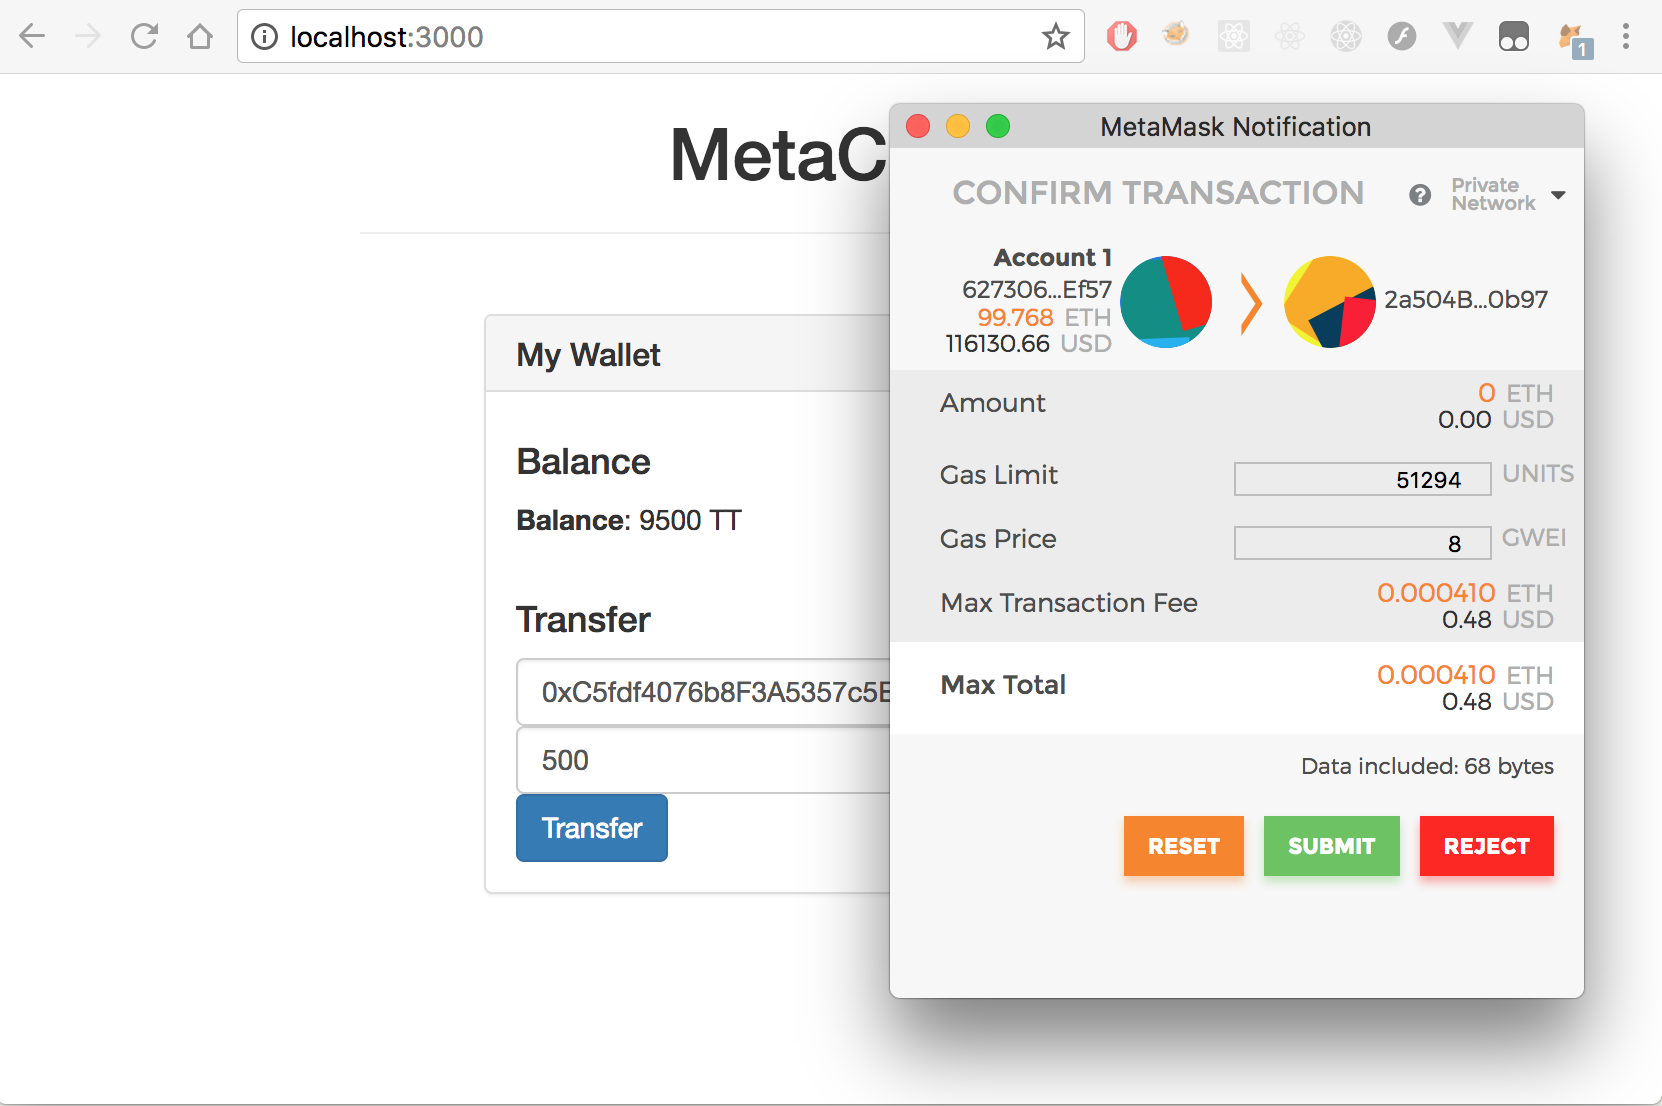 localhost:3000
1
MetaC
My Wallet
Balance
Balance: 9500 TT
Transfer
0xC5fdf4076b8F3A5357c5E
500
Transfer
MetaMask Notification
CONFIRM TRANSACTION
Private
Network
Account 1
627306...Ef57
99.768 ETH
116130.66 USD
2a504B...0b97
Amount
0 ETH
0.00 USD
Gas Limit
51294 UNITS
Gas Price
8 GWEI
Max Transaction Fee
0.000410 ETH
0.48 USD
Max Total
0.000410 ETH
0.48 USD
Data included: 68 bytes
RESET SUBMIT REJECT